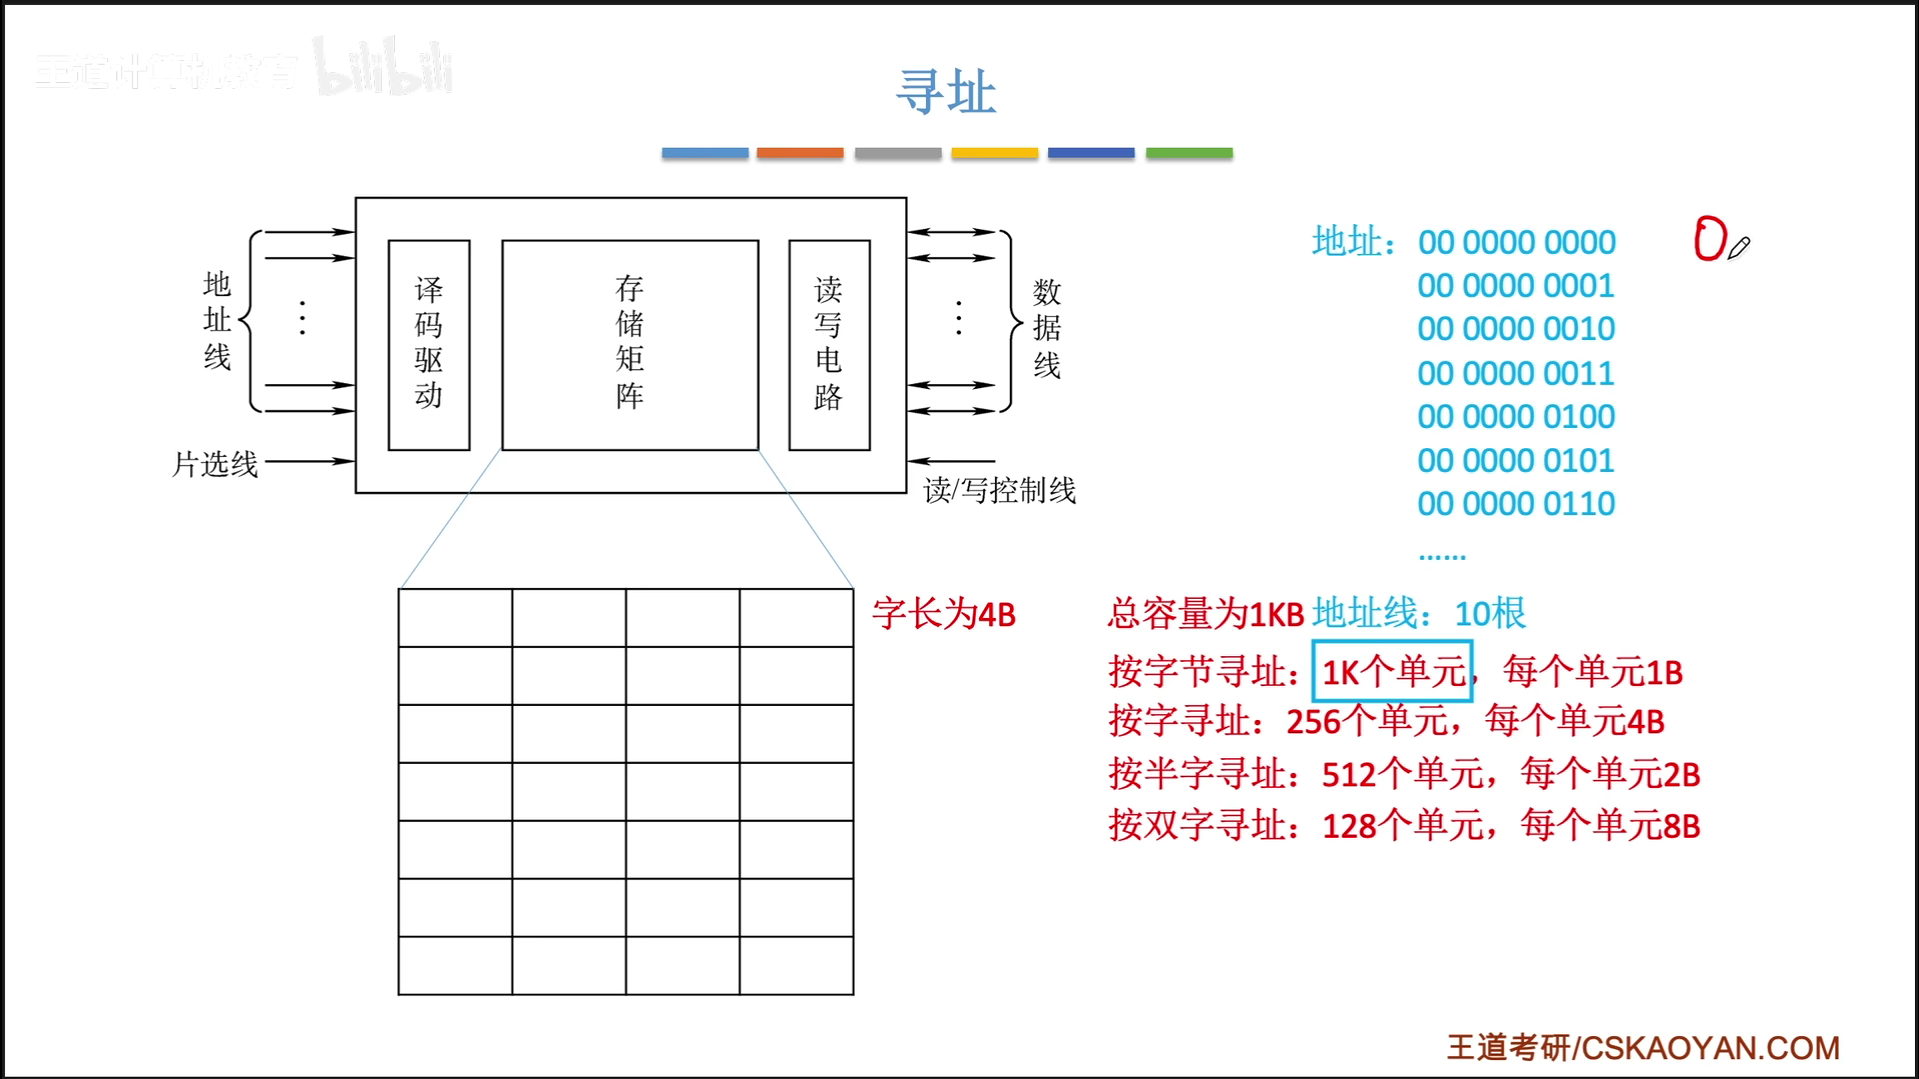 王道计算机教育 bilibili
寻址
地址线
片选线
译码驱动
存储矩阵
读写电路
数据线
读/写控制线
地址：00 0000 0000
0
00 0000 0001
00 0000 0010
00 0000 0011
00 0000 0100
00 0000 0101
00 0000 0110
……
字长为4B
总容量为1KB 地址线：10根
按字节寻址：1K个单元，每个单元1B
按字寻址：256个单元，每个单元4B
按半字寻址：512个单元，每个单元2B
按双字寻址：128个单元，每个单元8B
王道考研/CSKAOYAN.COM